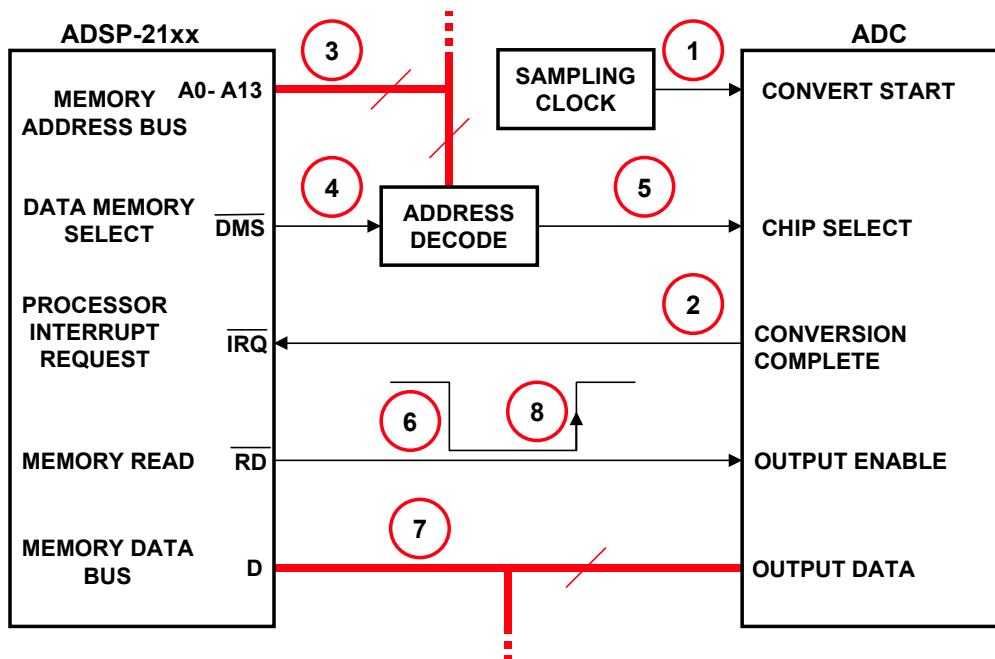 ADSP-21xx
ADC
3
1
A0- A13
MEMORY
ADDRESS BUS
SAMPLING
CLOCK
CONVERT START
4
5
DATA MEMORY
SELECT
DMS
ADDRESS
DECODE
CHIP SELECT
2
PROCESSOR
INTERRUPT
REQUEST
IRQ
CONVERSION
COMPLETE
6
8
MEMORY READ
RD
OUTPUT ENABLE
7
MEMORY DATA
BUS
D
OUTPUT DATA